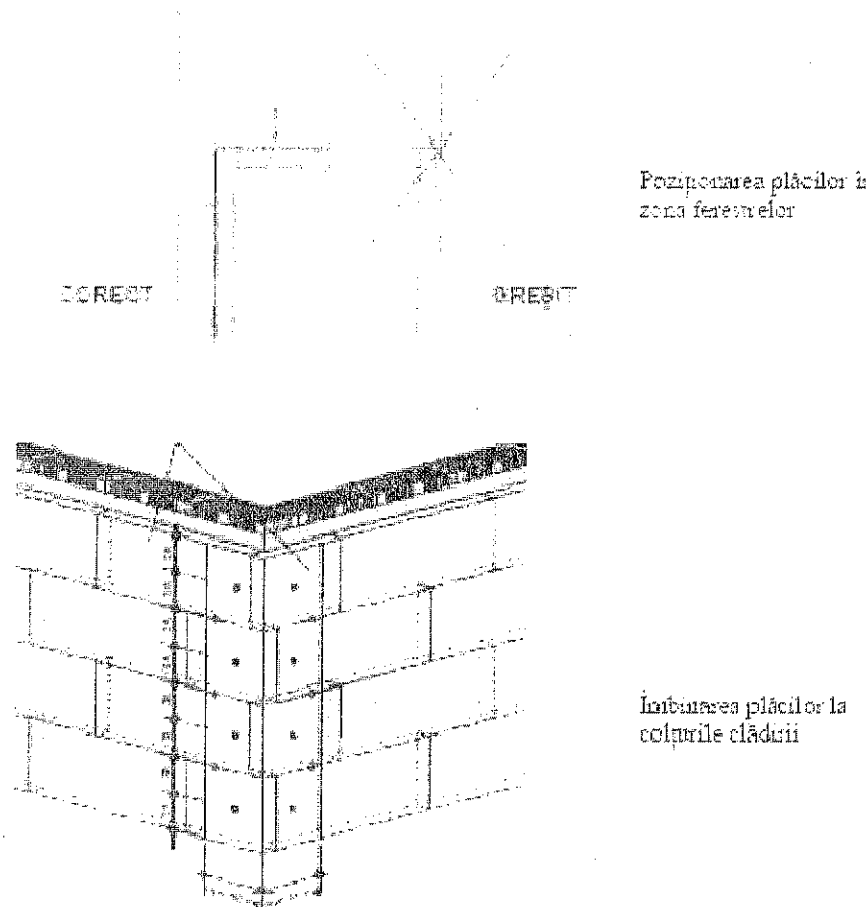 Poziționarea plăcilor în
zona ferestrelor
CORECT
GREȘIT
Îmbinarea plăcilor la
colțurile clădirii